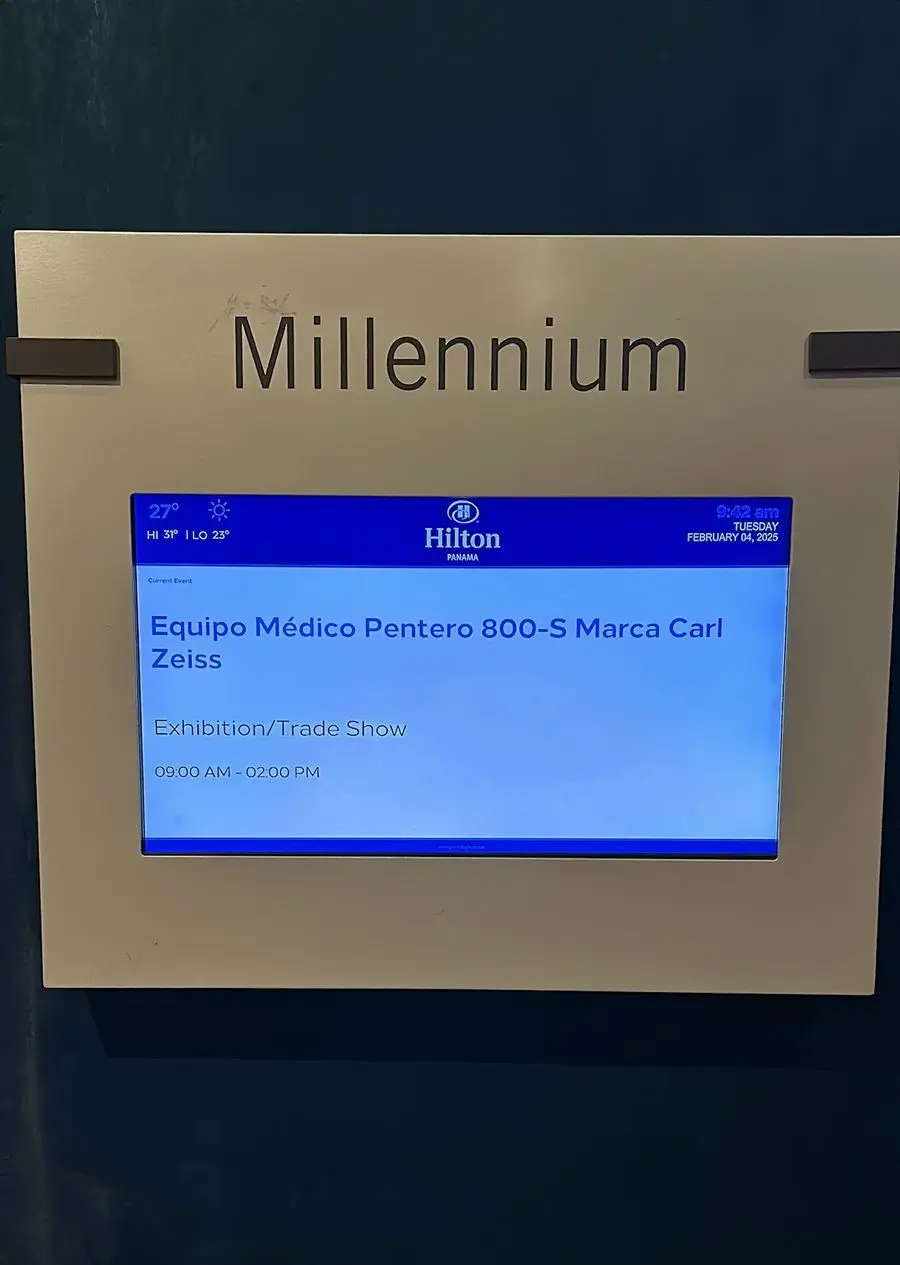 Millennium
27°
HI 31° | LO 23°
Hilton
PANAMA
9:42 am
TUESDAY
FEBRUARY 04, 2025
Current Event
Equipo Médico Pentero 800-S Marca Carl
Zeiss
Exhibition/Trade Show
09:00 AM - 02:00 PM